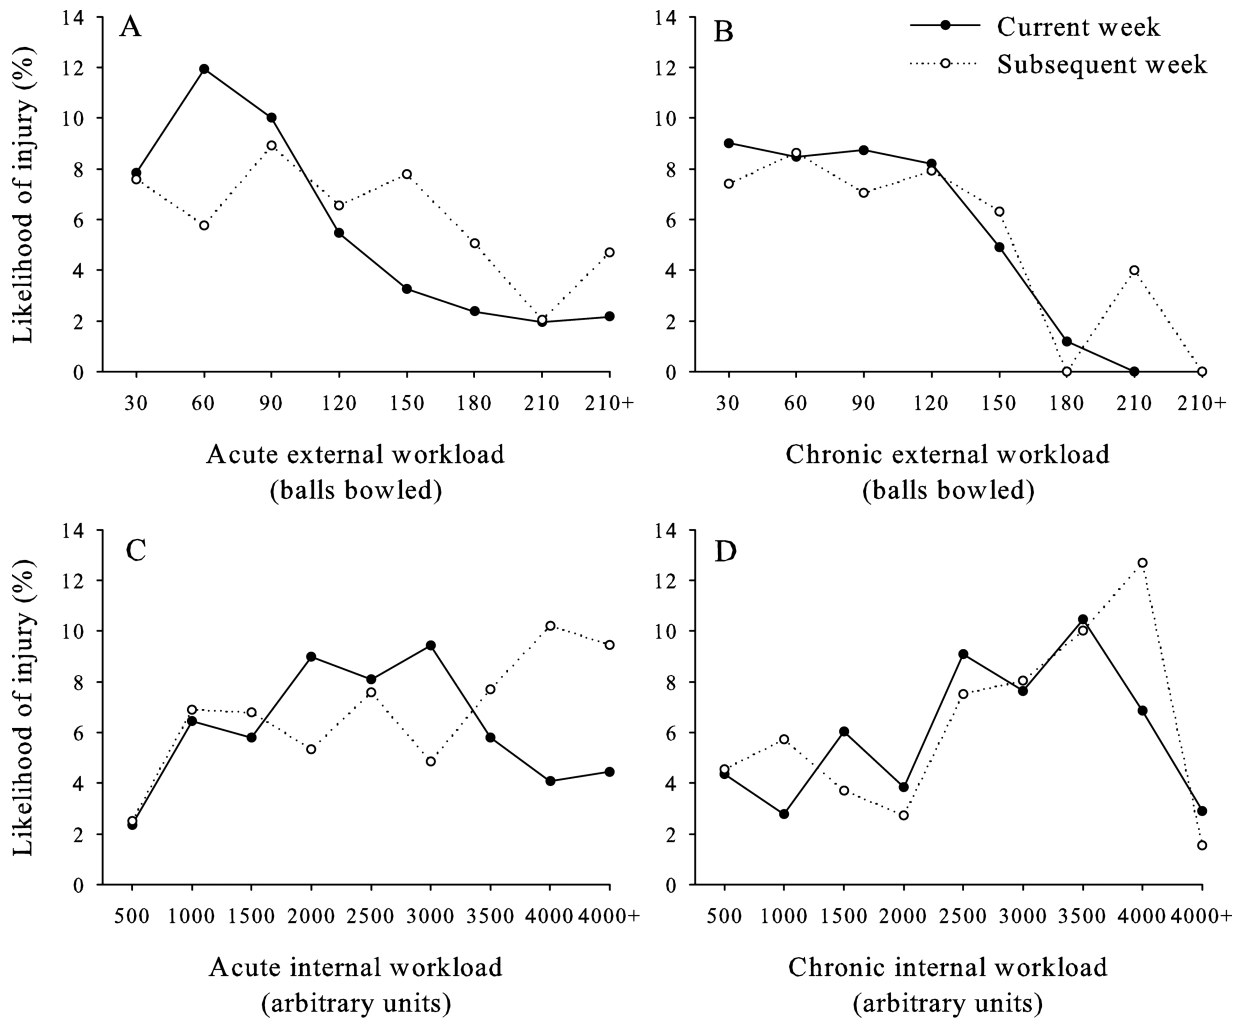 A
Likelihood of injury (%)
14
12
10
8
6
4
2
0
30 60 90 120 150 180 210 210+
Acute external workload
(balls bowled)
B
Current week
Subsequent week
14
12
10
8
6
4
2
0
30 60 90 120 150 180 210 210+
Chronic external workload
(balls bowled)
C
Likelihood of injury (%)
14
12
10
8
6
4
2
0
500 1000 1500 2000 2500 3000 3500 4000 4000+
Acute internal workload
(arbitrary units)
D
14
12
10
8
6
4
2
0
500 1000 1500 2000 2500 3000 3500 4000 4000+
Chronic internal workload
(arbitrary units)